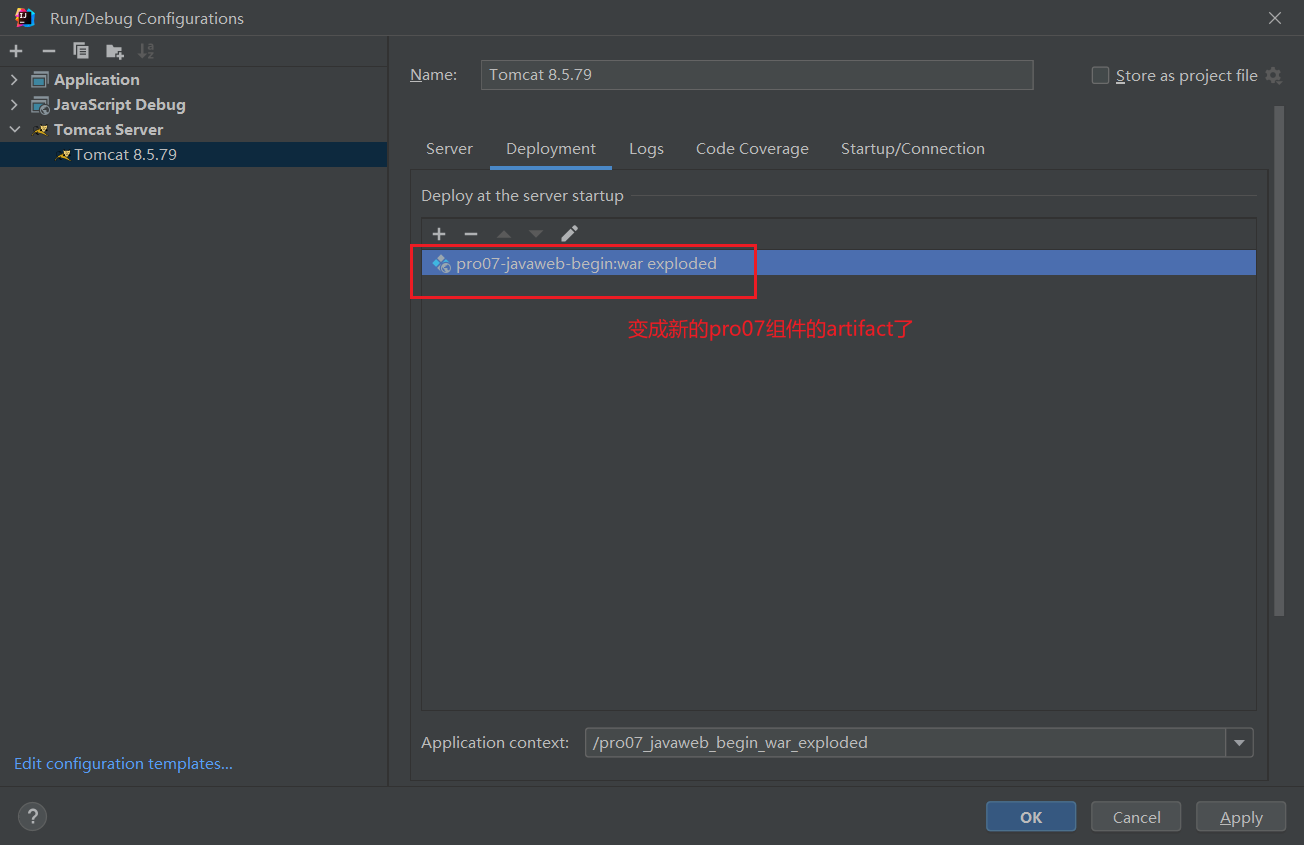 Run/Debug Configurations
Application
JavaScript Debug
Tomcat Server
Tomcat 8.5.79
Edit configuration templates...
Name:
Tomcat 8.5.79
Store as project file
Server
Deployment
Logs
Code Coverage
Startup/Connection
Deploy at the server startup
pro07-javaweb-begin:war exploded
变成新的pro07组件的artifact了
Application context:
/pro07_javaweb_begin_war_exploded
?
OK
Cancel
Apply